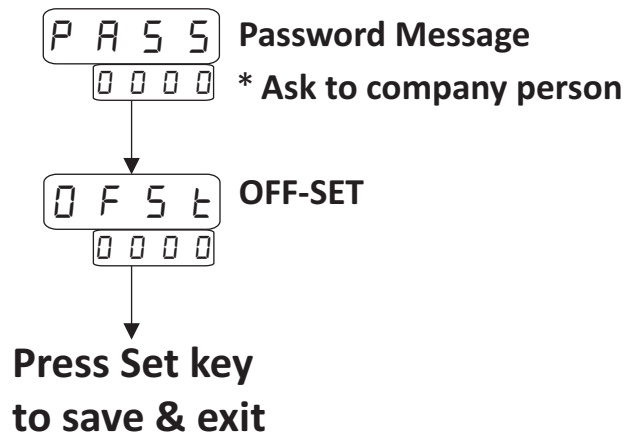 PASS Password Message
0000 * Ask to company person
OFSt OFF-SET
0000
Press Set key
to save & exit